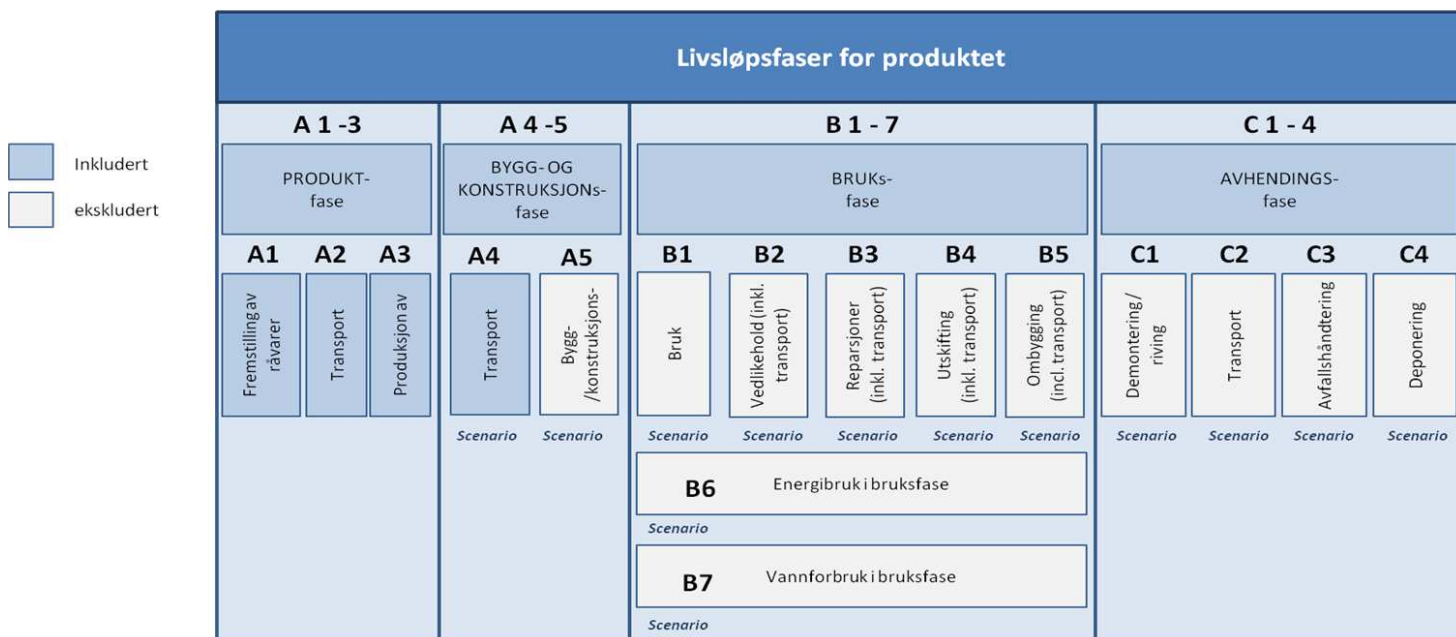 Livsløpsfaser for produktet
Inkludert
ekskludert
A 1 -3
A 4 -5
B 1 - 7
C 1 - 4
PRODUKT-
fase
BYGG- OG
KONSTRUKSJONs-
fase
BRUKs-
fase
AVHENDINGS-
fase
A1
A2
A3
A4
A5
B1
B2
B3
B4
B5
C1
C2
C3
C4
Fremstilling av
råvarer
Transport
Produksjon av
Transport
Bygg-
/konstruksjons-
Bruk
Vedlikehold (inkl.
transport)
Reparsjoner
(inkl. transport)
Utskifting
(inkl. transport)
Ombygging
(incl. transport)
Demontering/
riving
Transport
Avfallshåndtering
Deponering
Scenario
Scenario
Scenario
Scenario
Scenario
Scenario
Scenario
Scenario
Scenario
Scenario
Scenario
B6
Energibruk i bruksfase
Scenario
B7
Vannforbruk i bruksfase
Scenario